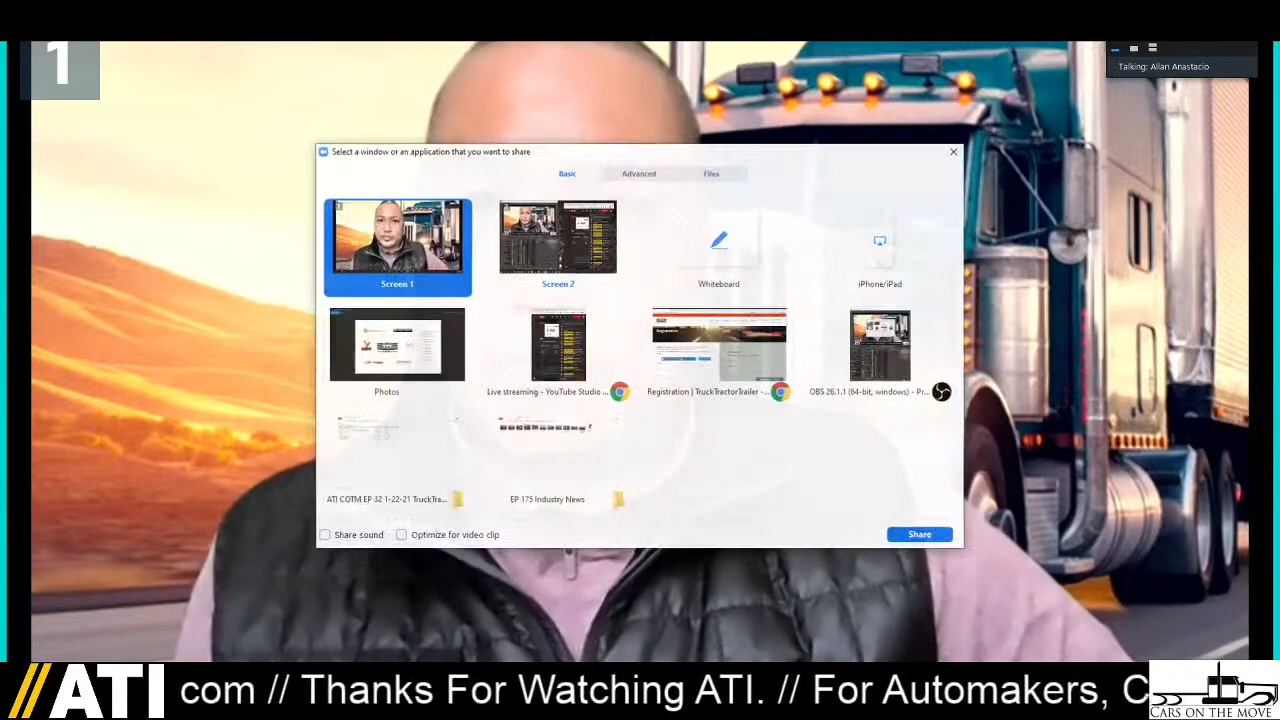 1
Talking: Allan Anastacio
Select a window or an application that you want to share
Basic
Advanced
Files
Screen 1
Screen 2
Whiteboard
iPhone/iPad
Photos
Live streaming - YouTube Studio ...
Registration | TruckTractorTrailer -...
OBS 26.1.1 (64-bit, windows) - Pr...
Registration
ATI COTM EP 32 1-22-21 TruckTra...
EP 175 Industry News
Share sound
Optimize for video clip
Share
//ATI
com // Thanks For Watching ATI. // For Automakers, C
CARS ON THE MOVE